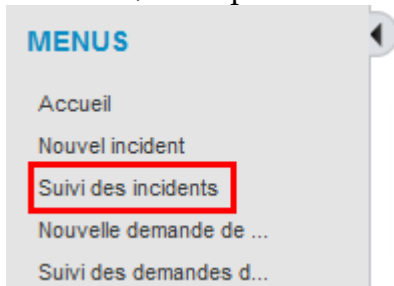 MENUS
Accueil
Nouvel incident
Suivi des incidents
Nouvelle demande de ...
Suivi des demandes d...